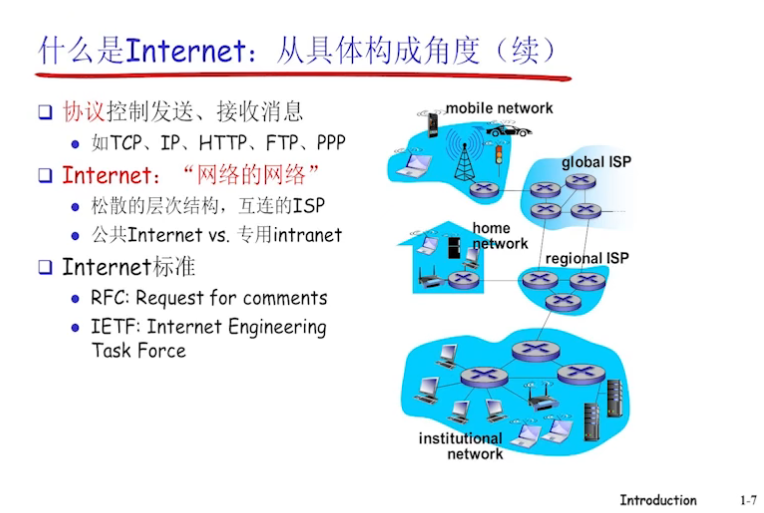 什么是Internet：从具体构成角度（续）
协议控制发送、接收消息
如TCP、IP、HTTP、FTP、PPP
Internet：“网络的网络”
松散的层次结构，互连的ISP
公共Internet vs. 专用intranet
Internet标准
RFC: Request for comments
IETF: Internet Engineering
Task Force
mobile network
global ISP
home
network
regional ISP
institutional
network
Introduction
1-7